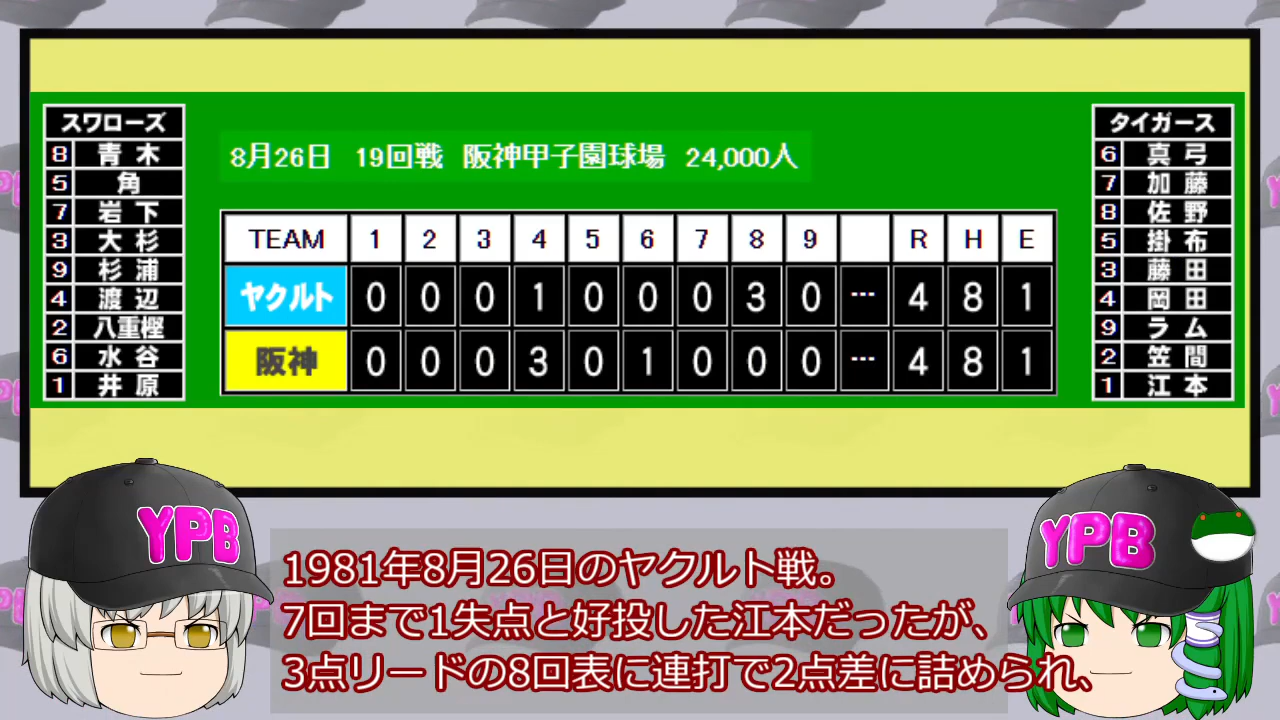 スワローズ
8 青木
5 角
7 岩下
3 大杉
9 杉浦
4 渡辺
2 八重樫
6 水谷
1 井原
8月26日 19回戦 阪神甲子園球場 24,000人
TEAM 1 2 3 4 5 6 7 8 9 R H E
ヤクルト 0 0 0 1 0 0 0 3 0 … 4 8 1
阪神 0 0 0 3 0 1 0 0 0 … 4 8 1
タイガース
6 真弓
7 加藤
8 佐野
5 掛布
3 藤田
4 岡田
9 ラム
2 笠間
1 江本
YPB
YPB
1981年8月26日のヤクルト戦。
7回まで1失点と好投した江本だったが、
3点リードの8回表に連打で2点差に詰められ、